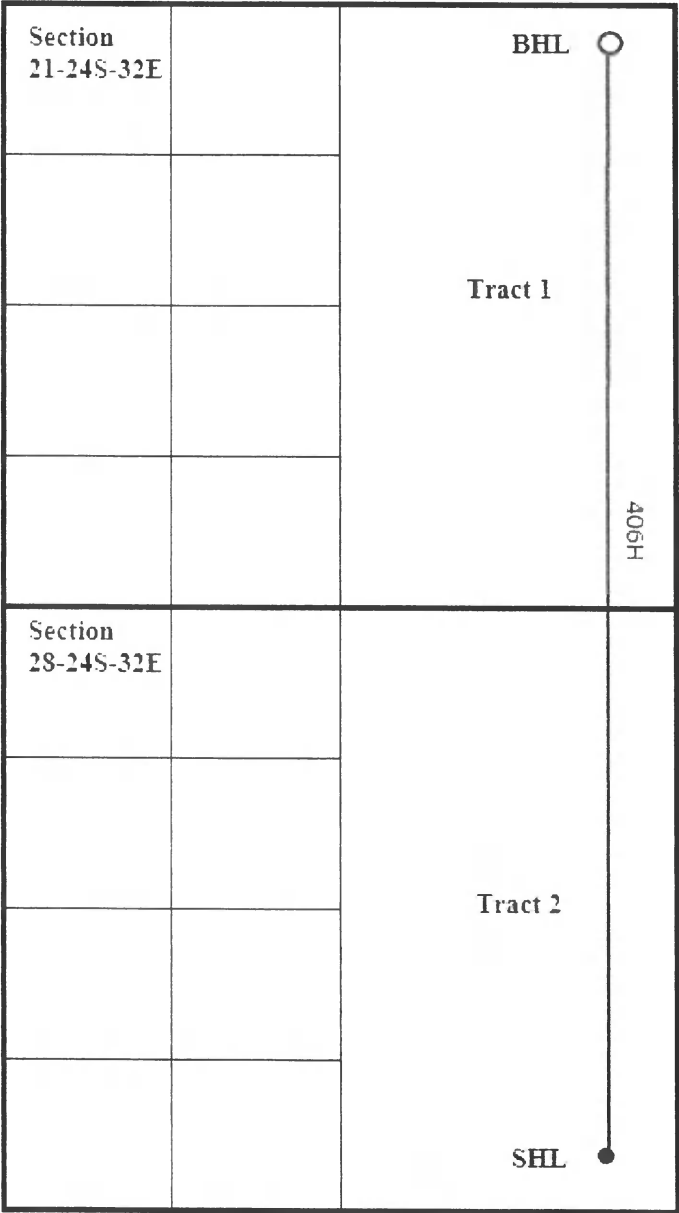 Section
21-24S-32E
BHL
Tract 1
406H
Section
28-24S-32E
Tract 2
SHL